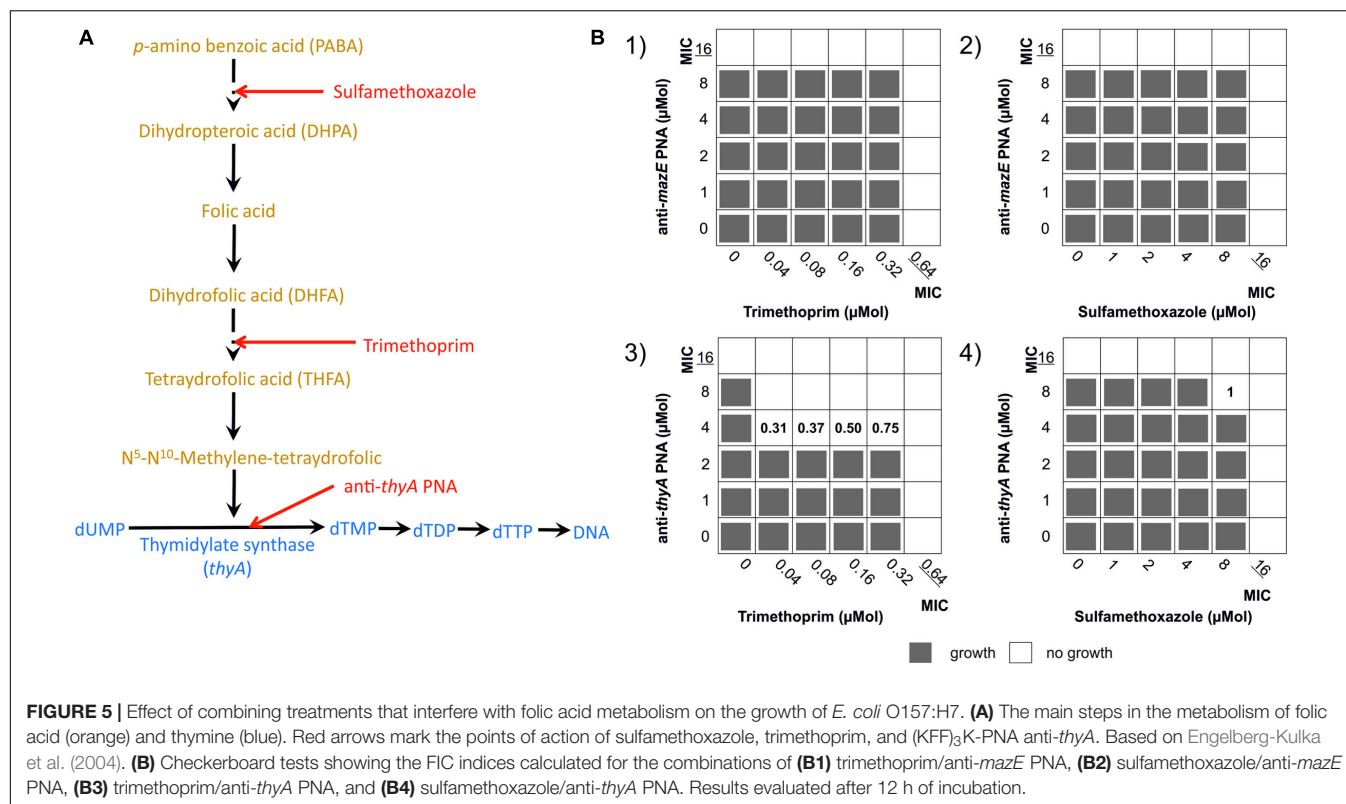 A
p-amino benzoic acid (PABA)
Sulfamethoxazole
Dihydropteroic acid (DHPA)
Folic acid
Dihydrofolic acid (DHFA)
Trimethoprim
Tetraydrofolic acid (THFA)
N⁵-N¹⁰-Methylene-tetraydrofolic
anti-thyA PNA
dUMP dTMP dTDP dTTP DNA
Thymidylate synthase
(thyA)
B
1)
MIC
16
8
4
2
1
0
anti-mazE PNA (µMol)
0 0.04 0.08 0.16 0.32 0.64
MIC
Trimethoprim (µMol)
2)
MIC
16
8
4
2
1
0
anti-mazE PNA (µMol)
0 1 2 4 8 16
MIC
Sulfamethoxazole (µMol)
3)
MIC
16
8
4 0.31 0.37 0.50 0.75
2
1
0
anti-thyA PNA (µMol)
0 0.04 0.08 0.16 0.32 0.64
MIC
Trimethoprim (µMol)
4)
MIC
16
8 1
4
2
1
0
anti-thyA PNA (µMol)
0 1 2 4 8 16
MIC
Sulfamethoxazole (µMol)
growth no growth
FIGURE 5 | Effect of combining treatments that interfere with folic acid metabolism on the growth of E. coli O157:H7. (A) The main steps in the metabolism of folic
acid (orange) and thymine (blue). Red arrows mark the points of action of sulfamethoxazole, trimethoprim, and (KFF)₃K-PNA anti-thyA. Based on Engelberg-Kulka
et al. (2004). (B) Checkerboard tests showing the FIC indices calculated for the combinations of (B1) trimethoprim/anti-mazE PNA, (B2) sulfamethoxazole/anti-mazE
PNA, (B3) trimethoprim/anti-thyA PNA, and (B4) sulfamethoxazole/anti-thyA PNA. Results evaluated after 12 h of incubation.